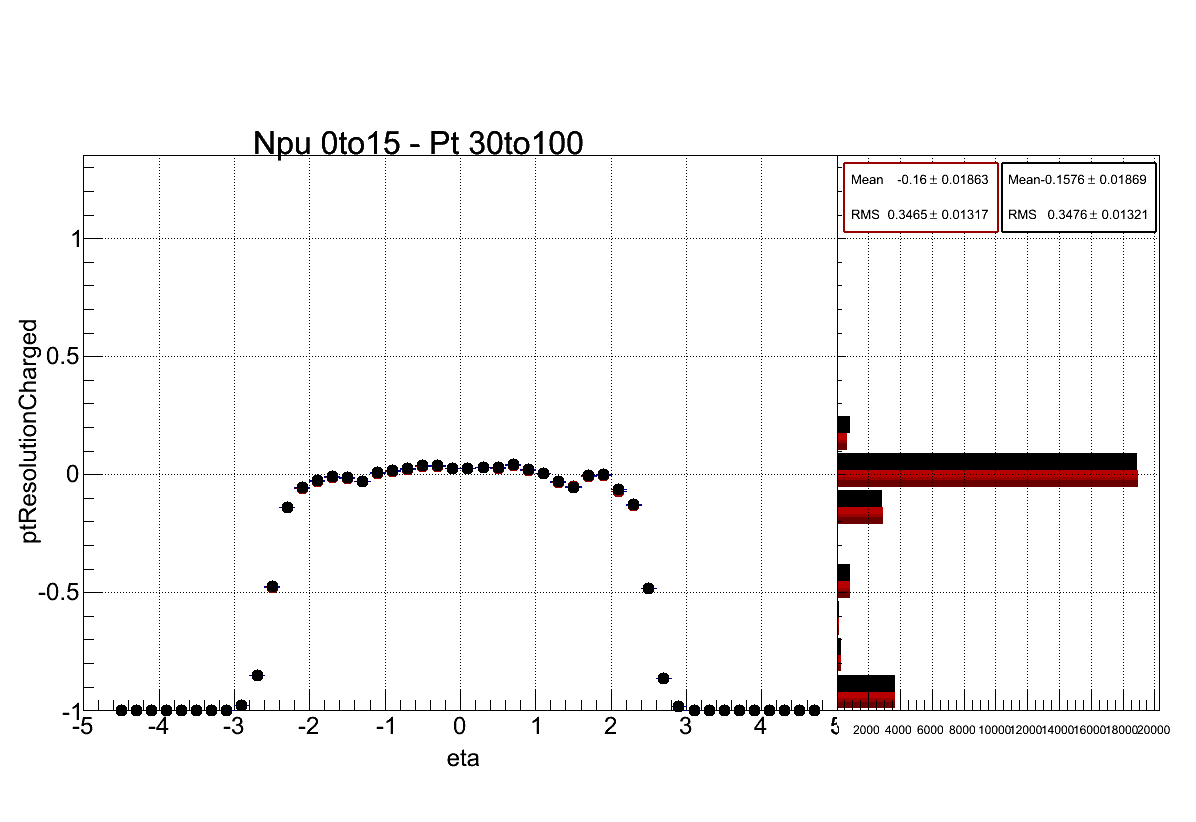 Npu 0to15 - Pt 30to100
Mean -0.16 ± 0.01863
RMS 0.3465 ± 0.01317
Mean -0.1576 ± 0.01869
RMS 0.3476 ± 0.01321
ptResolutionCharged
1
0.5
0
-0.5
-1
-5 -4 -3 -2 -1 0 1 2 3 4 5
eta
2000 4000 6000 8000 10000 12000 14000 16000 18000 20000